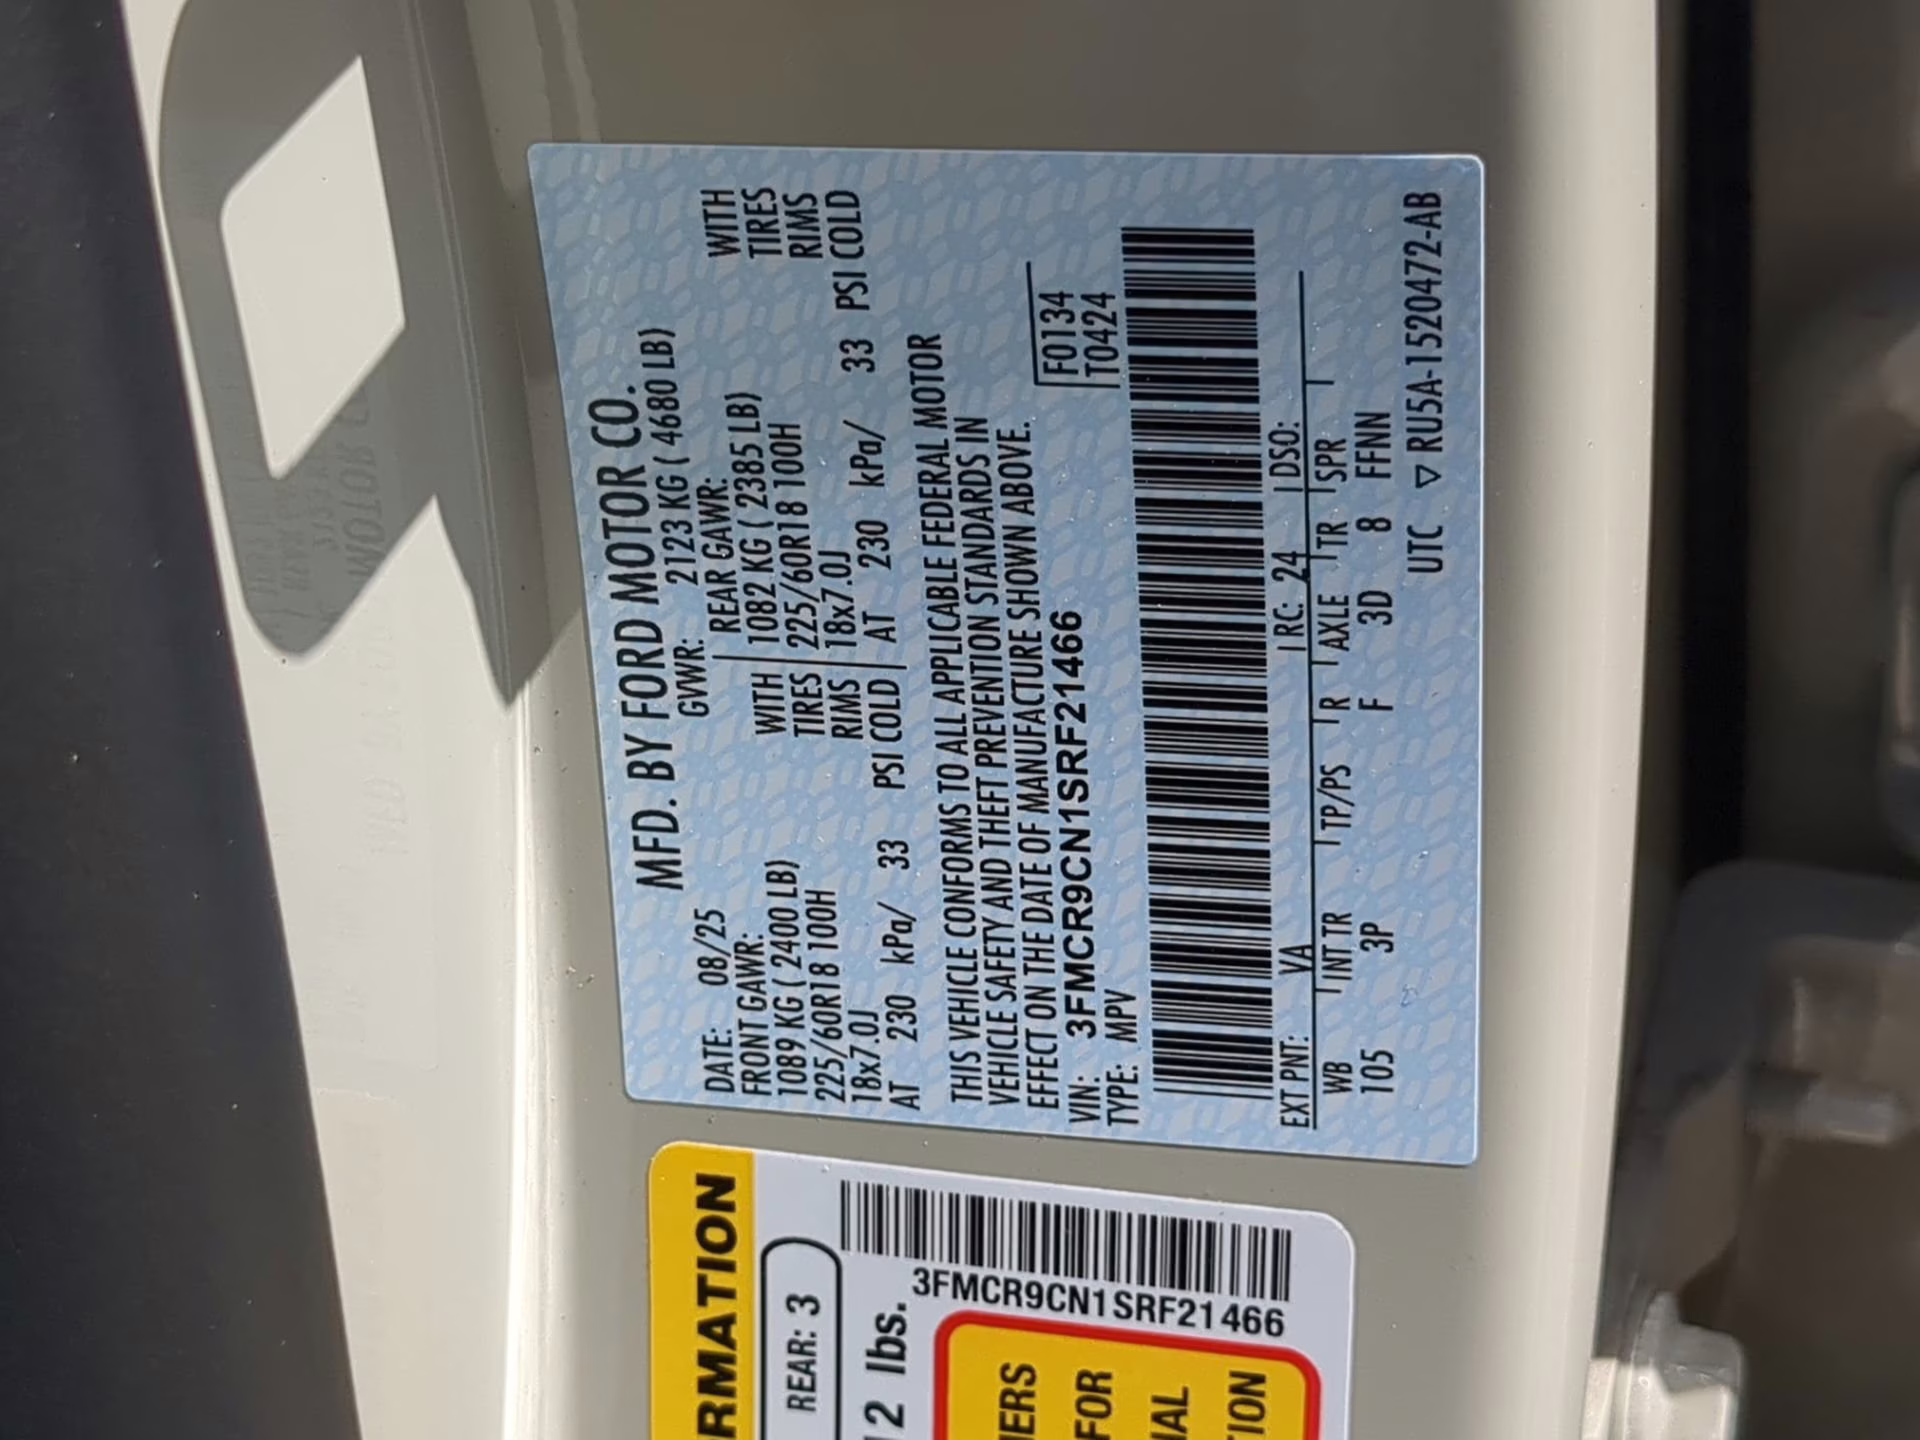 MFD. BY FORD MOTOR CO.
DATE: 08/25 GVWR: 2123 KG ( 4680 LB)
FRONT GAWR: REAR GAWR:
1089 KG ( 2400 LB) WITH 1082 KG ( 2385 LB) WITH
225/60R18 100H TIRES 225/60R18 100H TIRES
18x7.0J RIMS 18x7.0J RIMS
AT 230 kPa/ 33 PSI COLD AT 230 kPa/ 33 PSI COLD
THIS VEHICLE CONFORMS TO ALL APPLICABLE FEDERAL MOTOR
VEHICLE SAFETY AND THEFT PREVENTION STANDARDS IN
EFFECT ON THE DATE OF MANUFACTURE SHOWN ABOVE.
VIN: 3FMCR9CN1SRF21466 F0134
TYPE: MPV T0424
EXT PNT: VA RC: 24 DSO:
WB INT TR TP/PS R AXLE TR SPR
105 3P F 3D 8 FFNN
UTC ▽ RU5A-1520472-AB
RMATION
REAR: 3
12 lbs.
3FMCR9CN1SRF21466
FOR